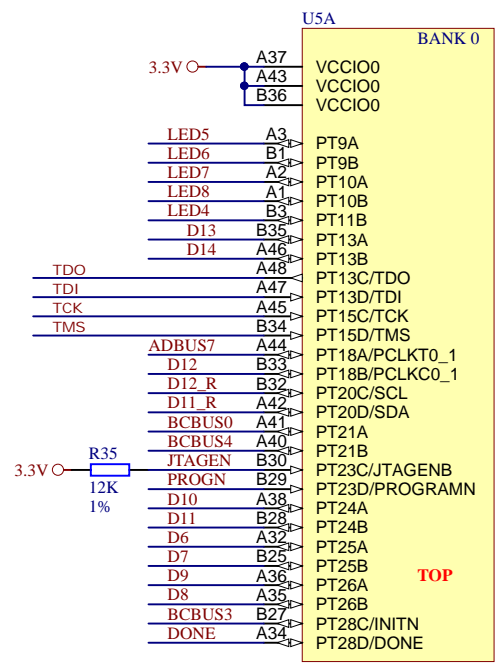 U5A
BANK 0
3.3V
A37 VCCIO0
A43 VCCIO0
B36 VCCIO0
LED5 A3 PT9A
LED6 B1 PT9B
LED7 A2 PT10A
LED8 A1 PT10B
LED4 B3 PT11B
D13 B35 PT13A
D14 A46 PT13B
TDO A48 PT13C/TDO
TDI A47 PT13D/TDI
TCK A45 PT15C/TCK
TMS B34 PT15D/TMS
ADBUS7 A44 PT18A/PCLKT0_1
D12 B33 PT18B/PCLKC0_1
D12_R B32 PT20C/SCL
D11_R A42 PT20D/SDA
BCBUS0 A41 PT21A
BCBUS4 A40 PT21B
3.3V R35 JTAGEN B30 PT23C/JTAGENB
12K PROGN B29 PT23D/PROGRAMN
1% D10 A38 PT24A
D11 B28 PT24B
D6 A32 PT25A
D7 B25 PT25B
D9 A36 PT26A TOP
D8 A35 PT26B
BCBUS3 B27 PT28C/INITN
DONE A34 PT28D/DONE